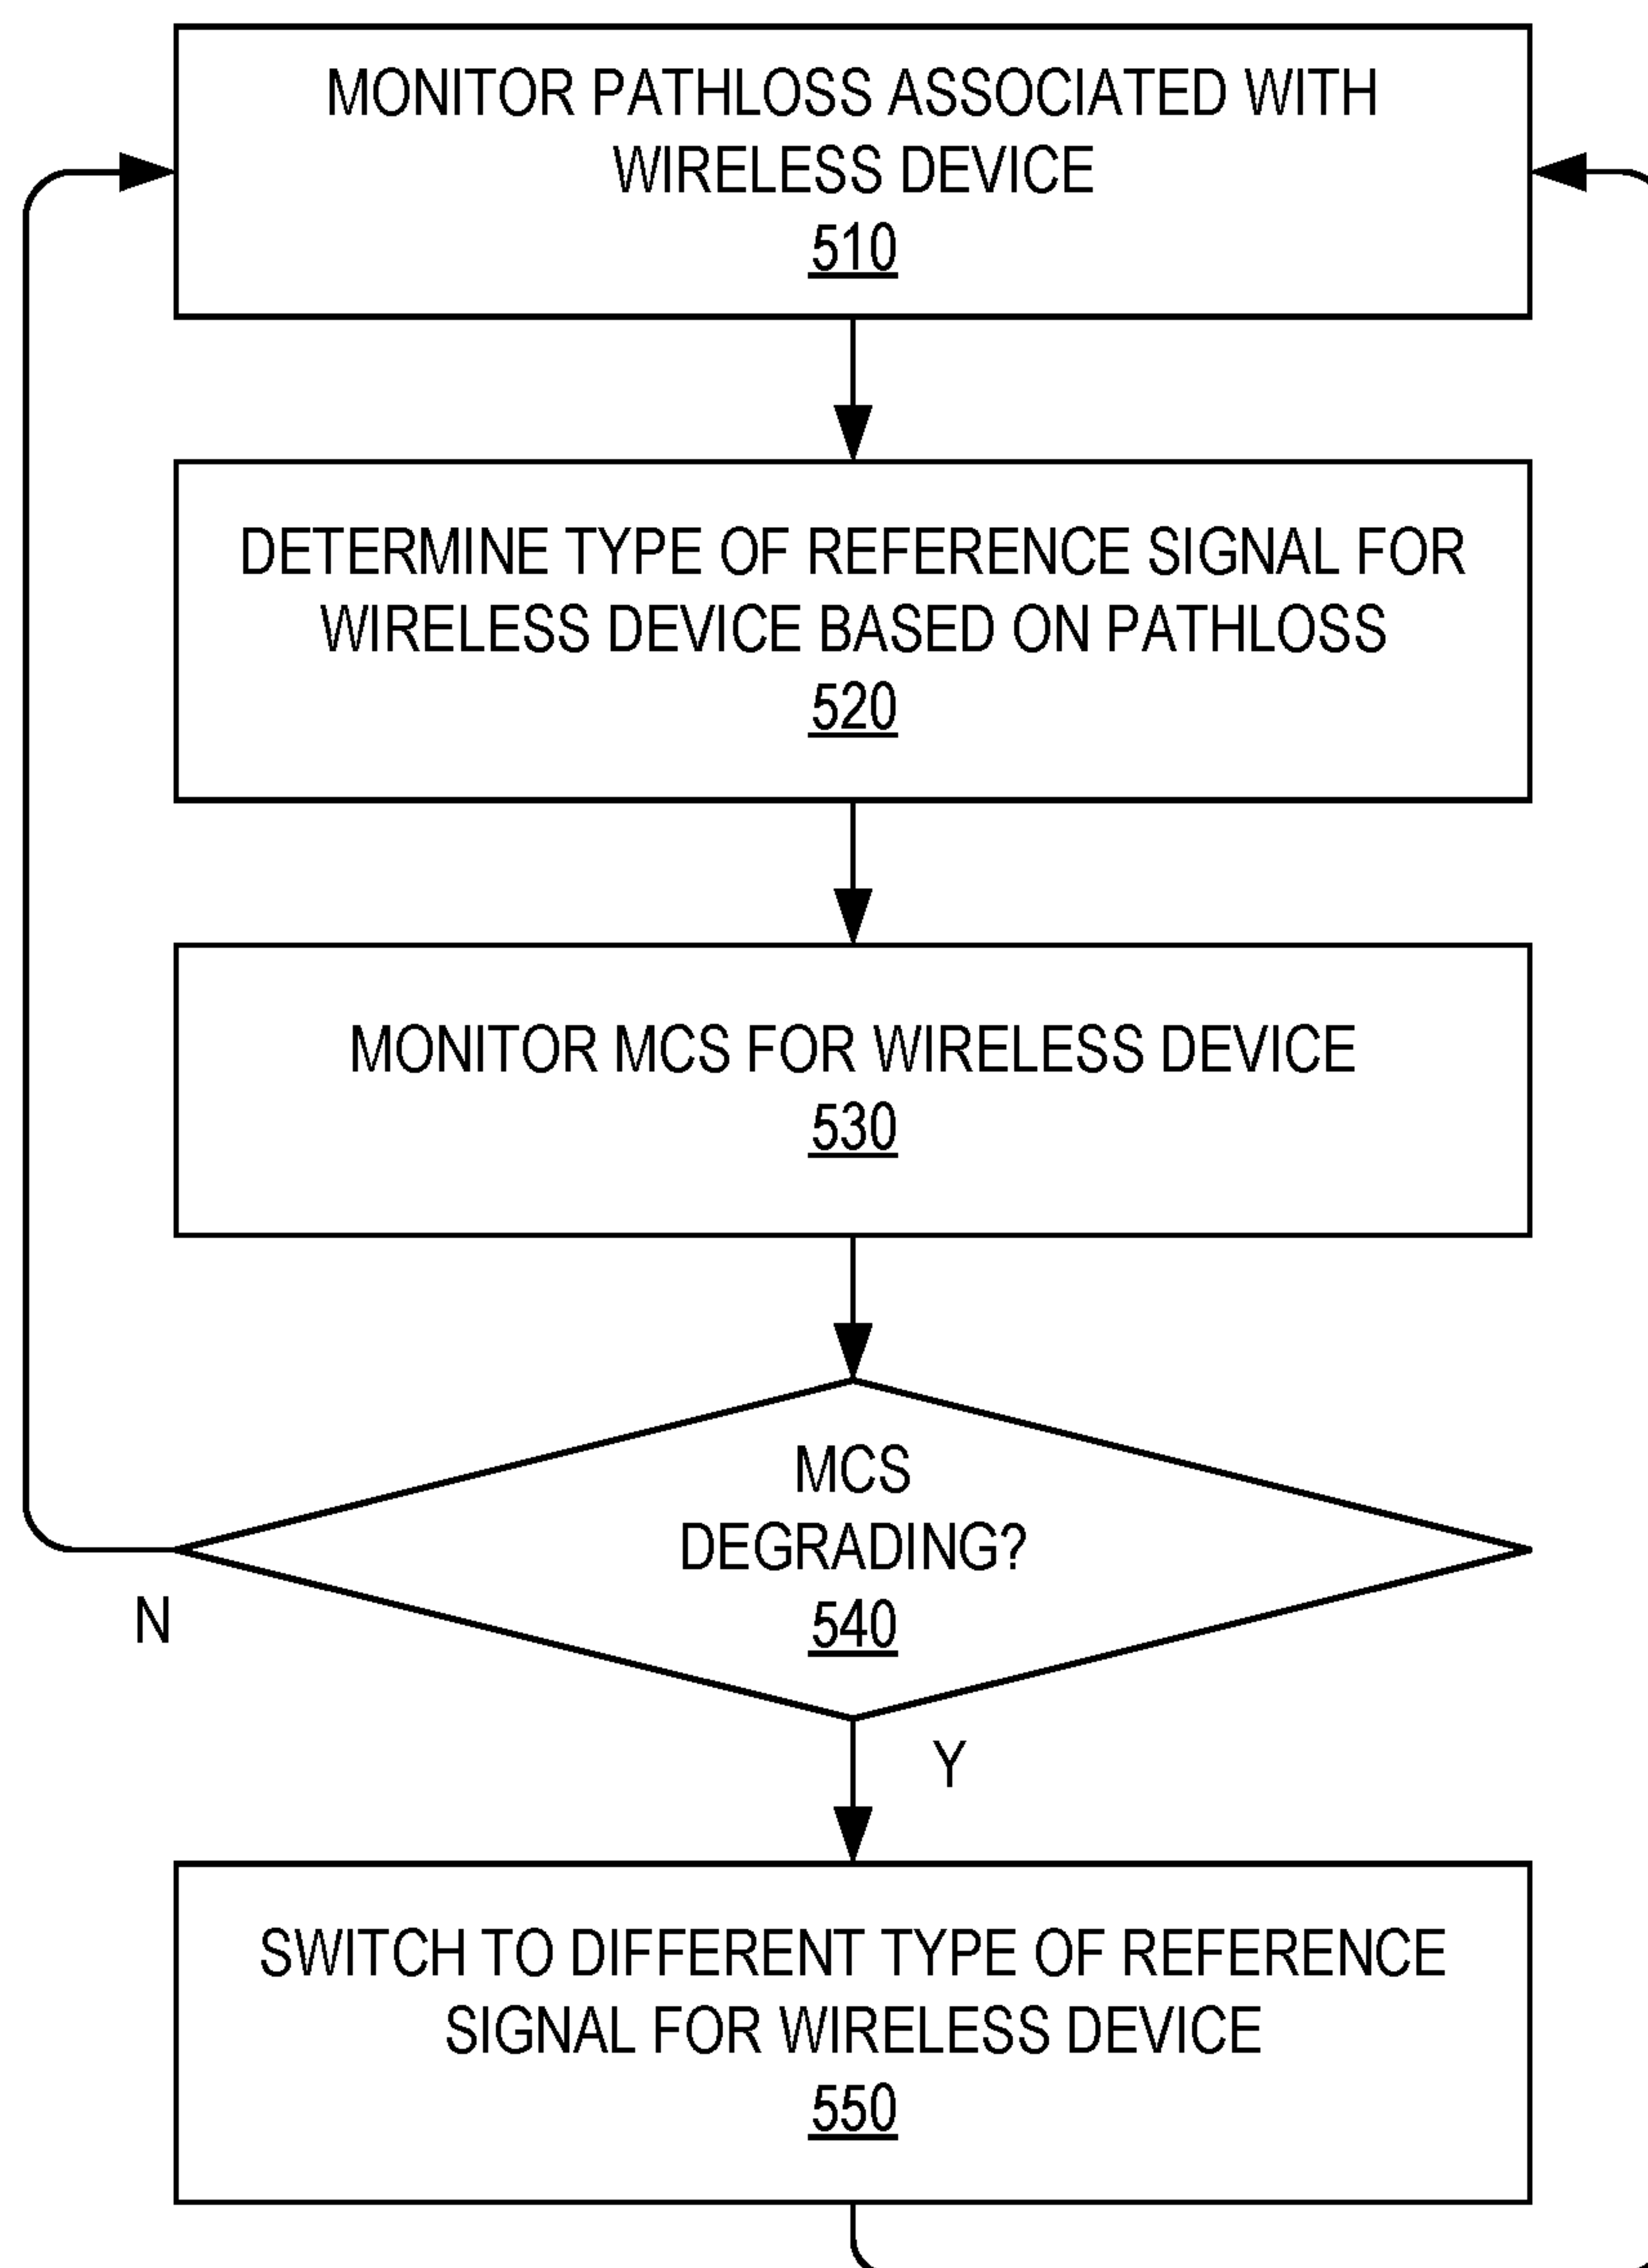 MONITOR PATHLOSS ASSOCIATED WITH
WIRELESS DEVICE
510
DETERMINE TYPE OF REFERENCE SIGNAL FOR
WIRELESS DEVICE BASED ON PATHLOSS
520
MONITOR MCS FOR WIRELESS DEVICE
530
MCS
DEGRADING?
540
N
Y
SWITCH TO DIFFERENT TYPE OF REFERENCE
SIGNAL FOR WIRELESS DEVICE
550